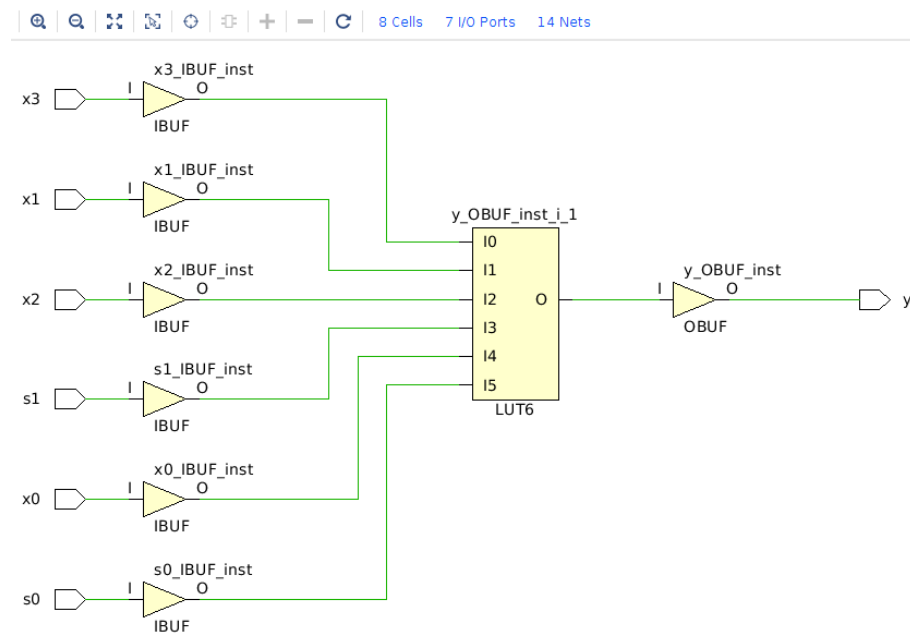 8 Cells 7 I/O Ports 14 Nets
x3_IBUF_inst
x3 I O
IBUF
x1_IBUF_inst
x1 I O
IBUF
y_OBUF_inst_i_1
I0
I1
x2_IBUF_inst
x2 I O
IBUF
I2 O
y_OBUF_inst
I O
y
OBUF
I3
I4
I5
LUT6
s1_IBUF_inst
s1 I O
IBUF
x0_IBUF_inst
x0 I O
IBUF
s0_IBUF_inst
s0 I O
IBUF